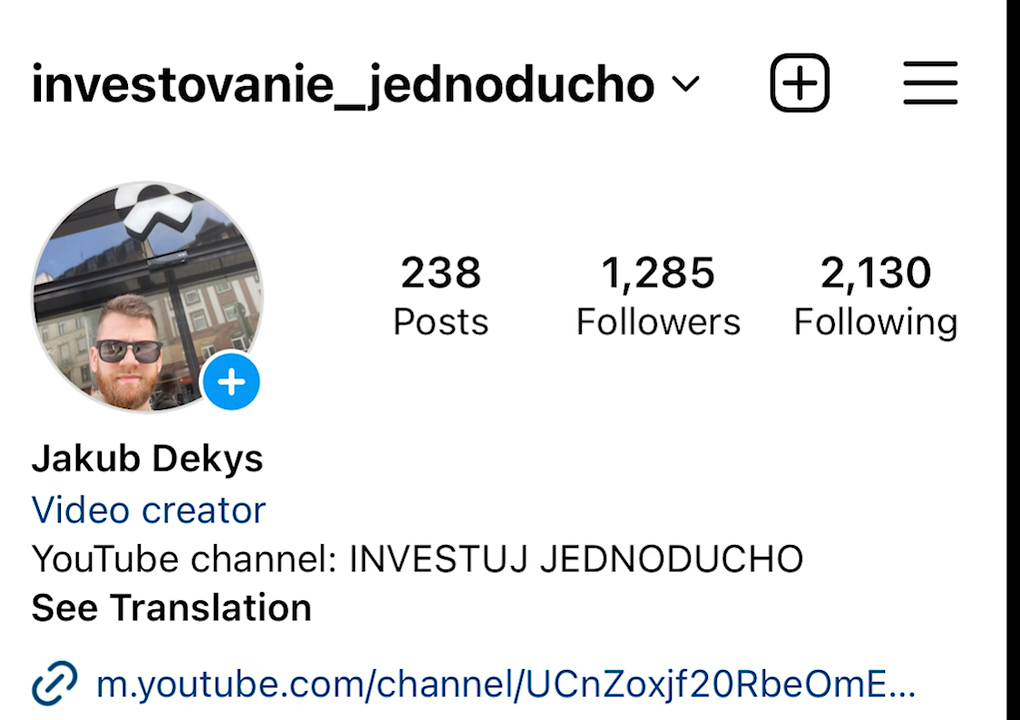 investovanie_jednoducho
238 1,285 2,130
Posts Followers Following
Jakub Dekys
Video creator
YouTube channel: INVESTUJ JEDNODUCHO
See Translation
m.youtube.com/channel/UCnZoxjf20RbeOmE...